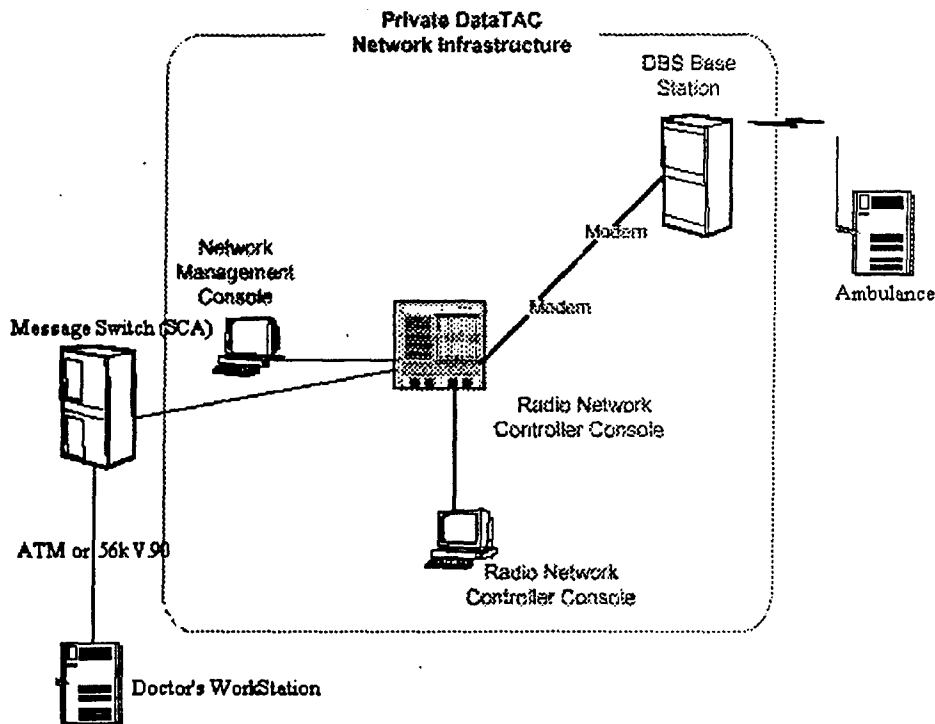 Private DataTAC
Network Infrastructure
DBS Base
Station
Modem
Network
Management
Console
Ambulance
Modem
Message Switch (SCA)
Radio Network
Controller Console
ATM or 56k V.90
Radio Network
Controller Console
Doctor's WorkStation